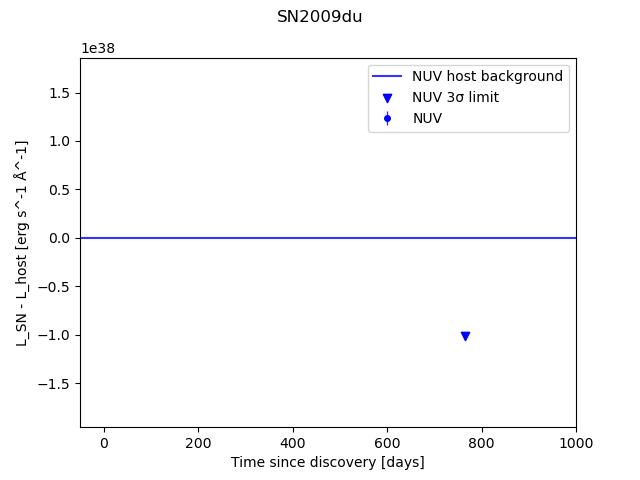 SN2009du
1e38
NUV host background
NUV 3σ limit
NUV
1.5
1.0
0.5
0.0
−0.5
−1.0
−1.5
L_SN - L_host [erg s^-1 Å^-1]
0 200 400 600 800 1000
Time since discovery [days]